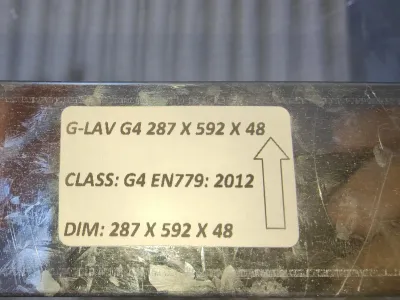 G-LAV G4 287 X 592 X 48
CLASS: G4 EN779: 2012
DIM: 287 X 592 X 48